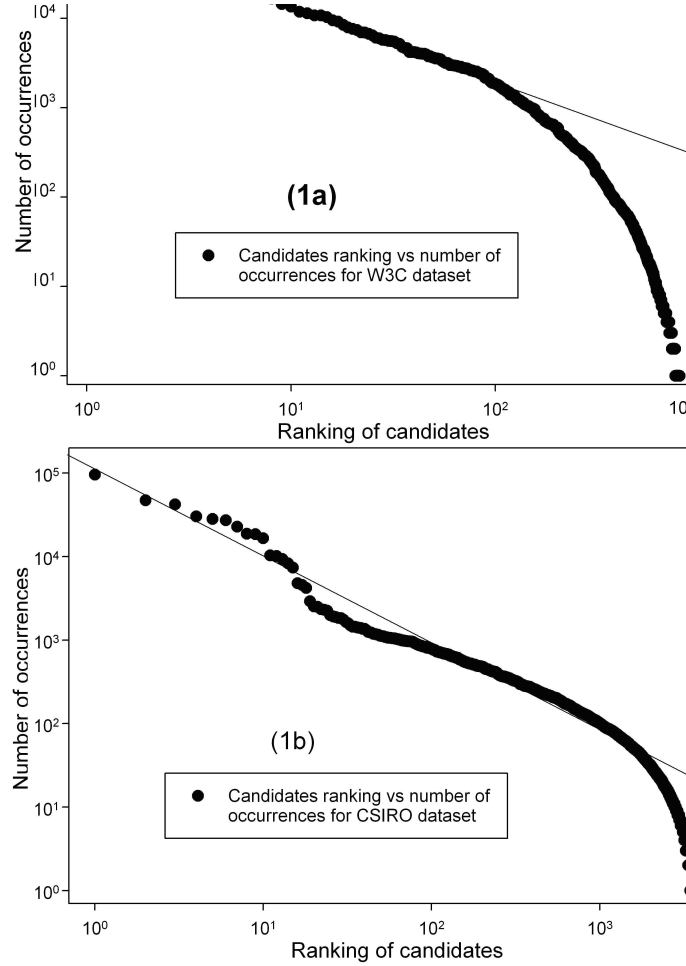 10⁴
10³
10²
10¹
10⁰
Number of occurrences
(1a)
Candidates ranking vs number of
occurrences for W3C dataset
10⁰ 10¹ 10² 10
Ranking of candidates
10⁵
10⁴
10³
10²
10¹
10⁰
Number of occurrences
(1b)
Candidates ranking vs number of
occurrences for CSIRO dataset
10⁰ 10¹ 10² 10³
Ranking of candidates